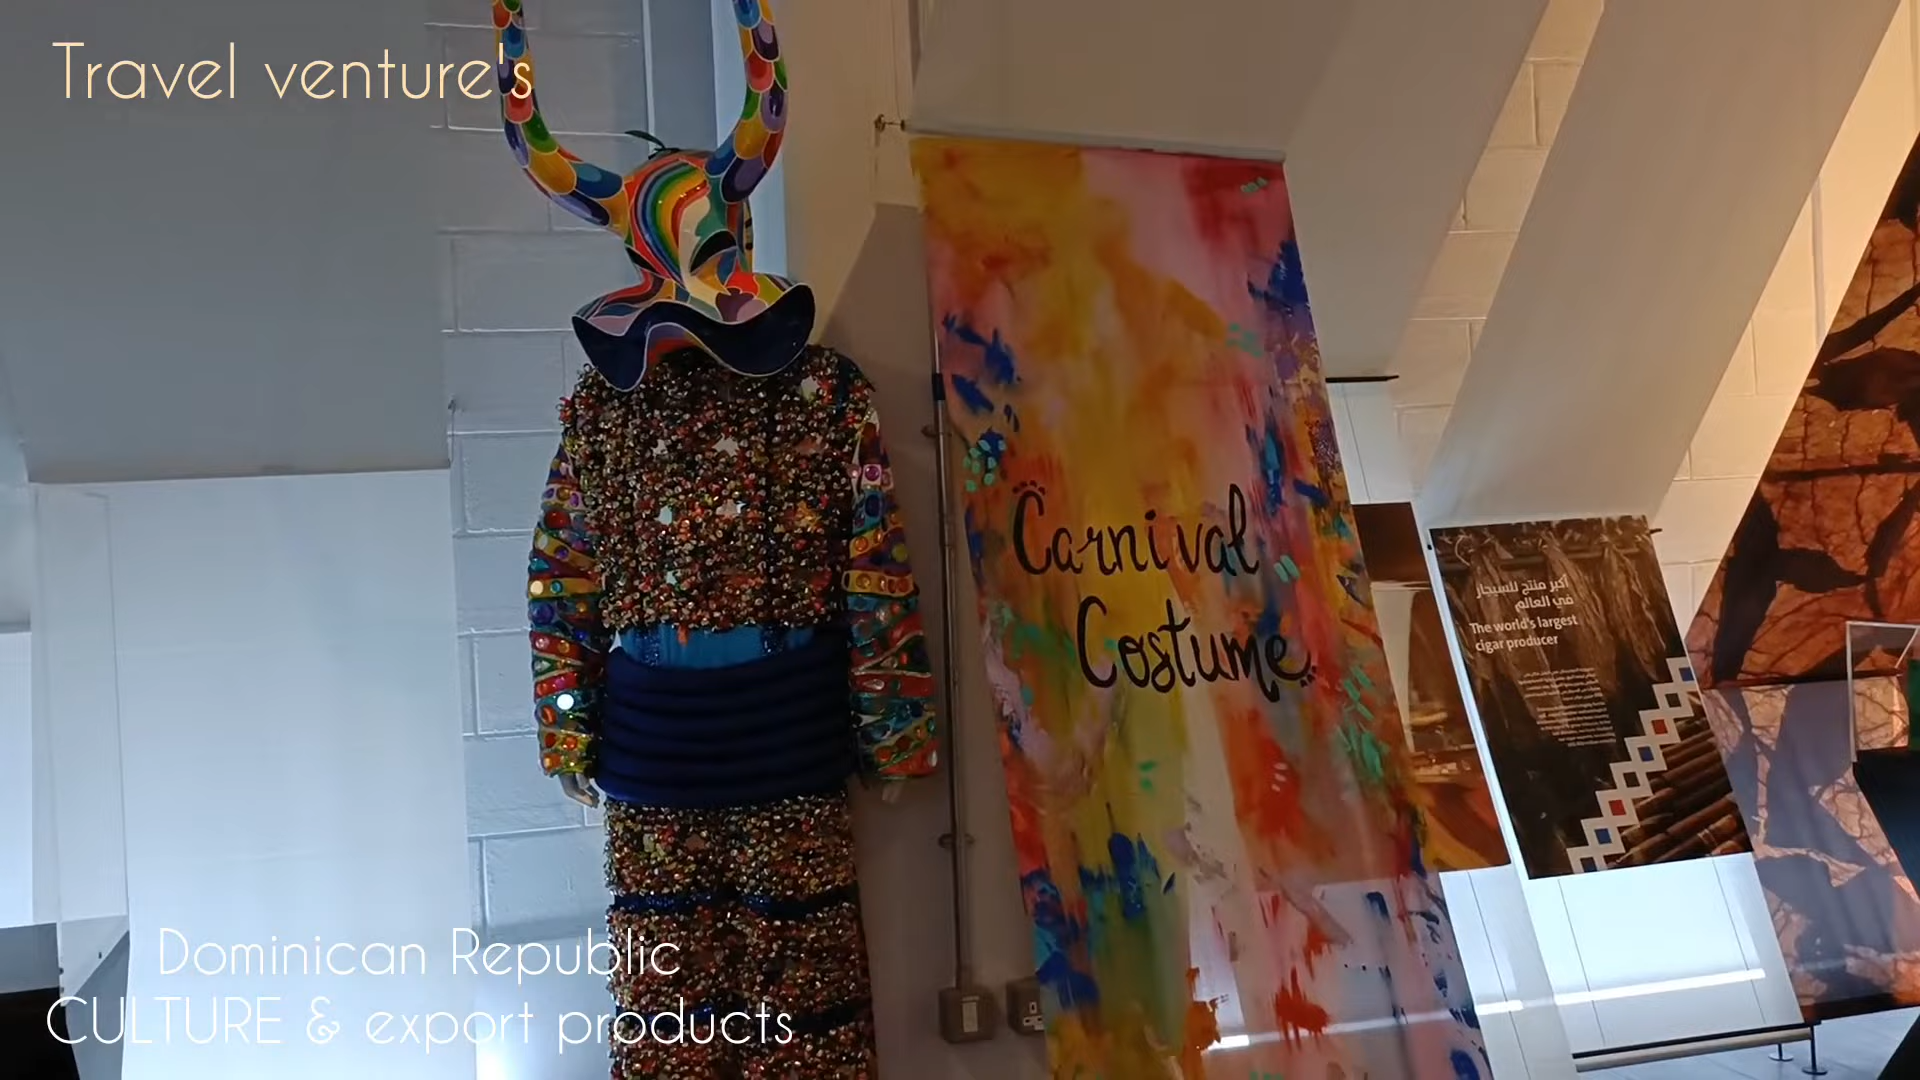 Travel venture's
Carnival
Costume
أكبر منتج للسيجار
في العالم
The world's largest
cigar producer
Dominican Republic
CULTURE & export products